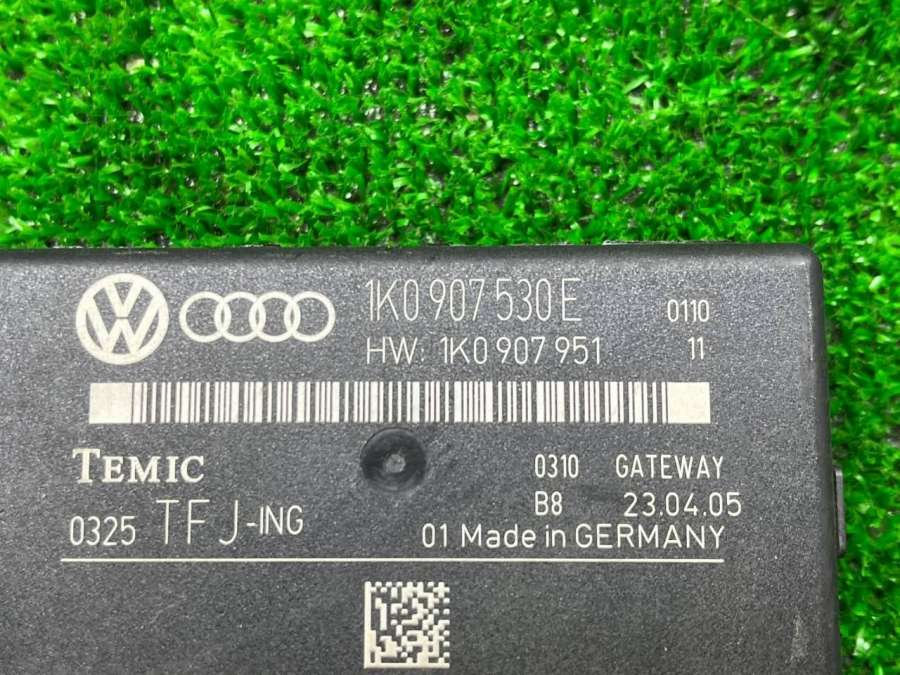 1K0 907 530 E 0110
HW: 1K0 907 951 11
TEMIC 0310 GATEWAY
B8 23.04.05
0325 TFJ-ING 01 Made in GERMANY